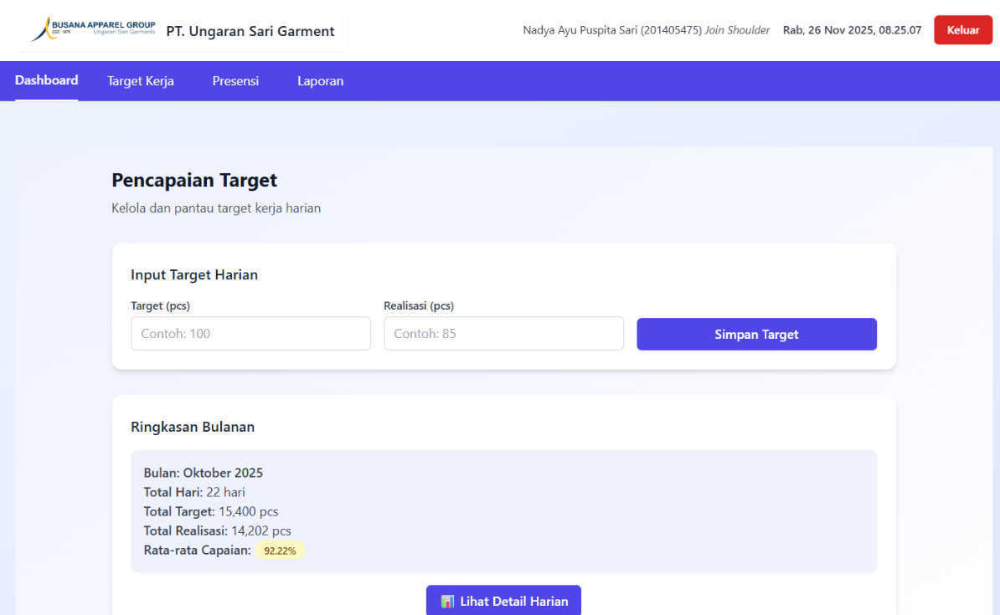 BUSANA APPAREL GROUP
EST. 1975 Ungaran Sari Garments
PT. Ungaran Sari Garment
Nadya Ayu Puspita Sari (201405475) Join Shoulder
Rab, 26 Nov 2025, 08.25.07
Keluar
Dashboard
Target Kerja
Presensi
Laporan
Pencapaian Target
Kelola dan pantau target kerja harian
Input Target Harian
Target (pcs)
Realisasi (pcs)
Contoh: 100
Contoh: 85
Simpan Target
Ringkasan Bulanan
Bulan: Oktober 2025
Total Hari: 22 hari
Total Target: 15,400 pcs
Total Realisasi: 14,202 pcs
Rata-rata Capaian: 92.22%
Lihat Detail Harian